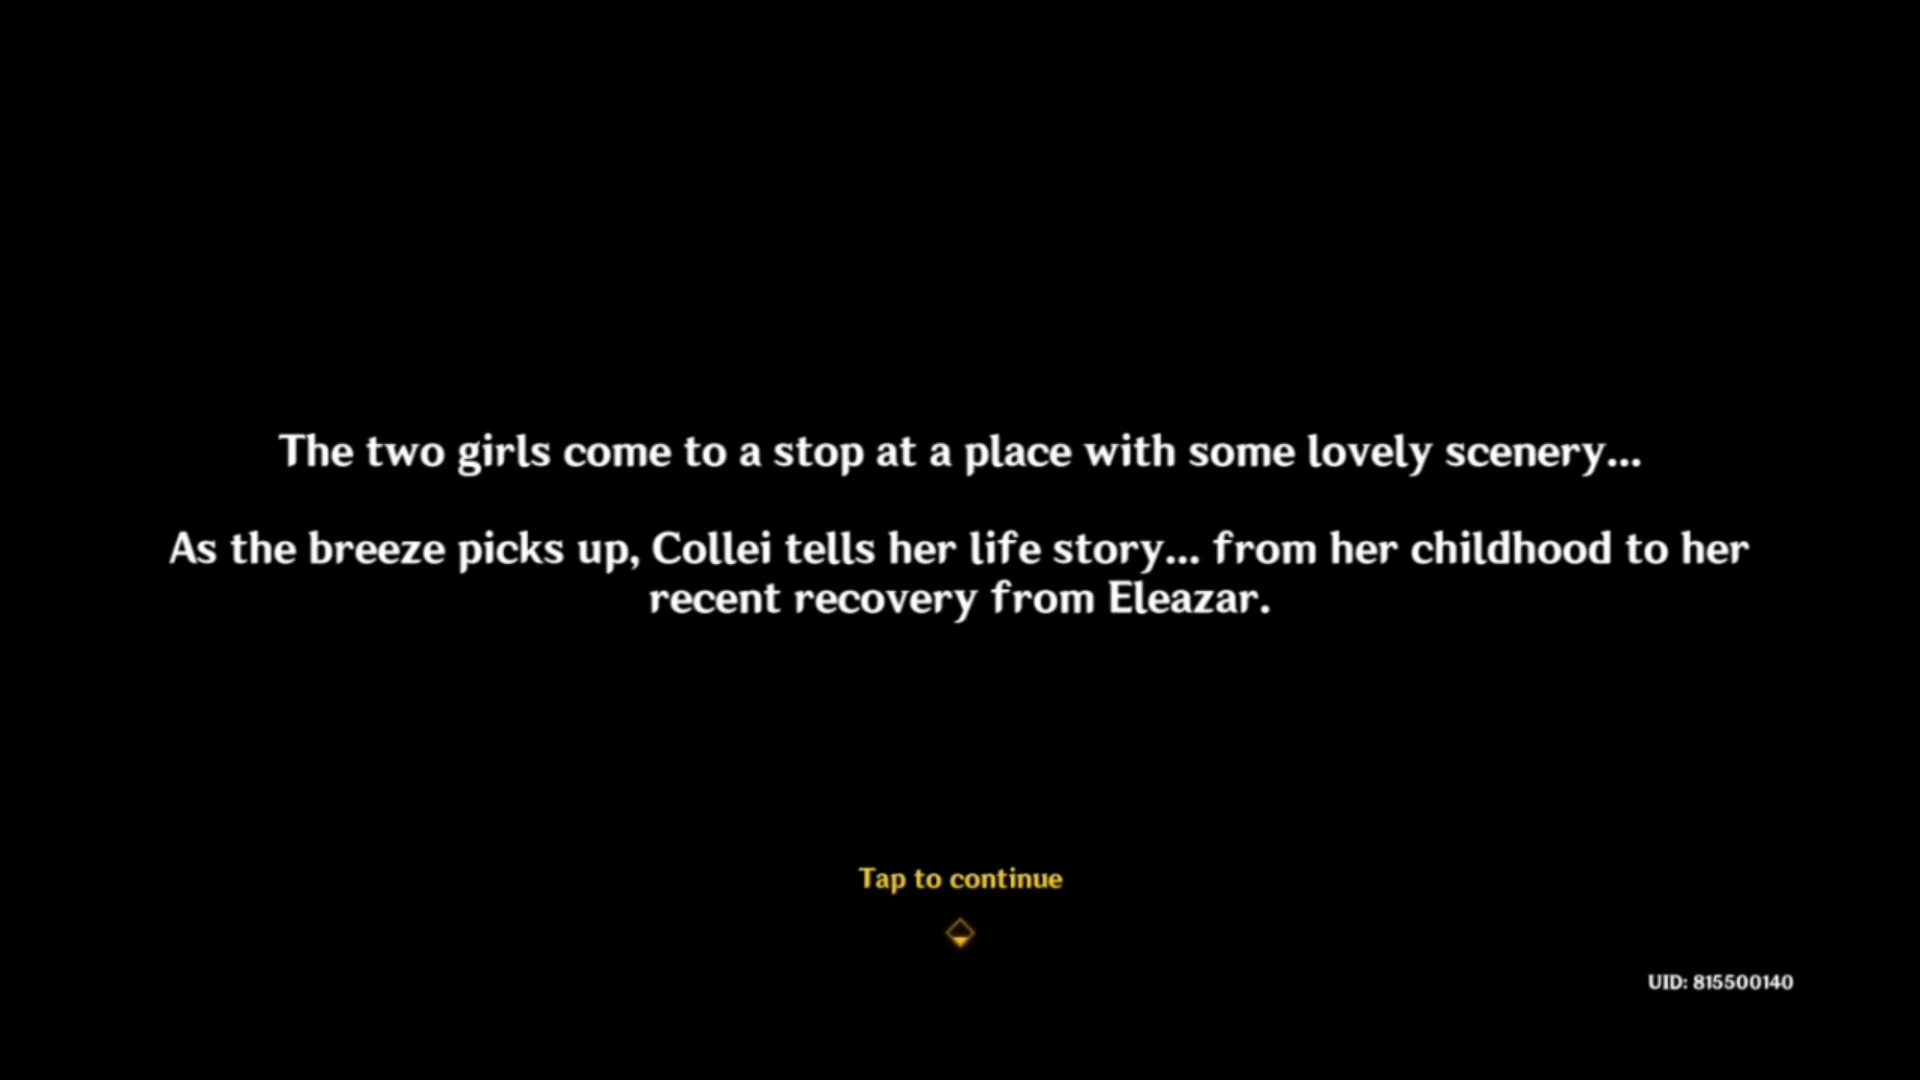 The two girls come to a stop at a place with some lovely scenery...
As the breeze picks up, Collei tells her life story... from her childhood to her
recent recovery from Eleazar.
Tap to continue
UID: 815500140